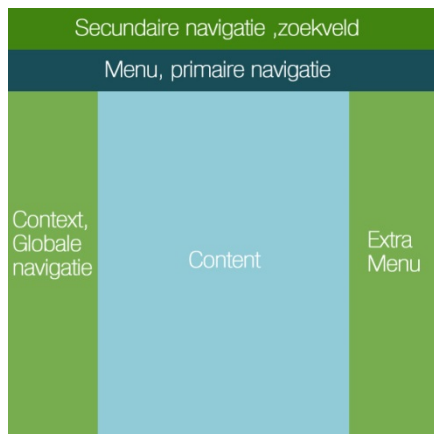 Secundaire navigatie ,zoekveld
Menu, primaire navigatie
Context,
Globale
navigatie
Content
Extra
Menu